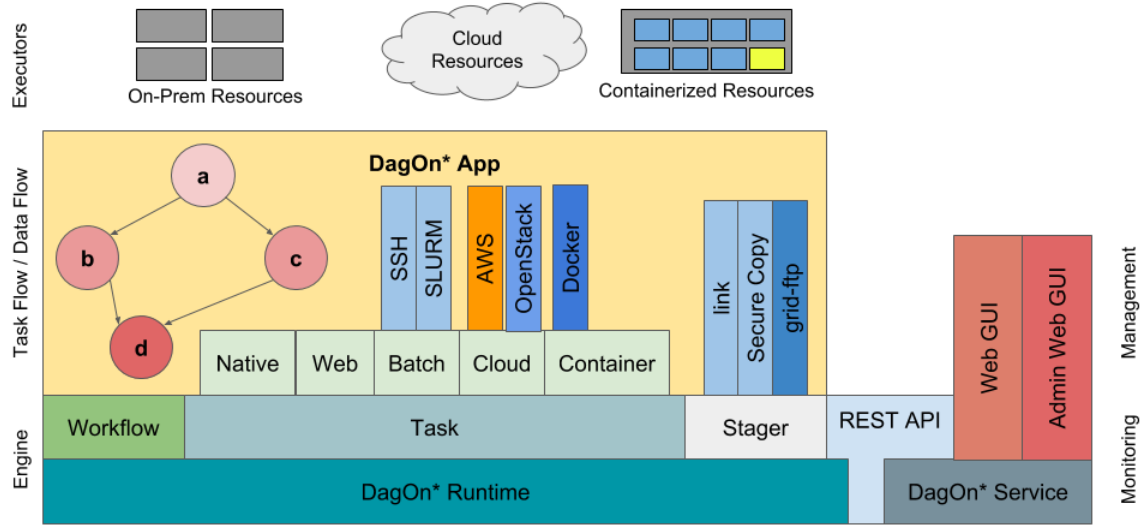 Executors
Cloud
Resources
On-Prem Resources
Containerized Resources
Task Flow / Data Flow
DagOn* App
a
b
c
d
SSH
SLURM
AWS
OpenStack
Docker
link
Secure Copy
grid-ftp
Native
Web
Batch
Cloud
Container
Web GUI
Admin Web GUI
Management
Engine
Workflow
Task
Stager
REST API
DagOn* Runtime
DagOn* Service
Monitoring